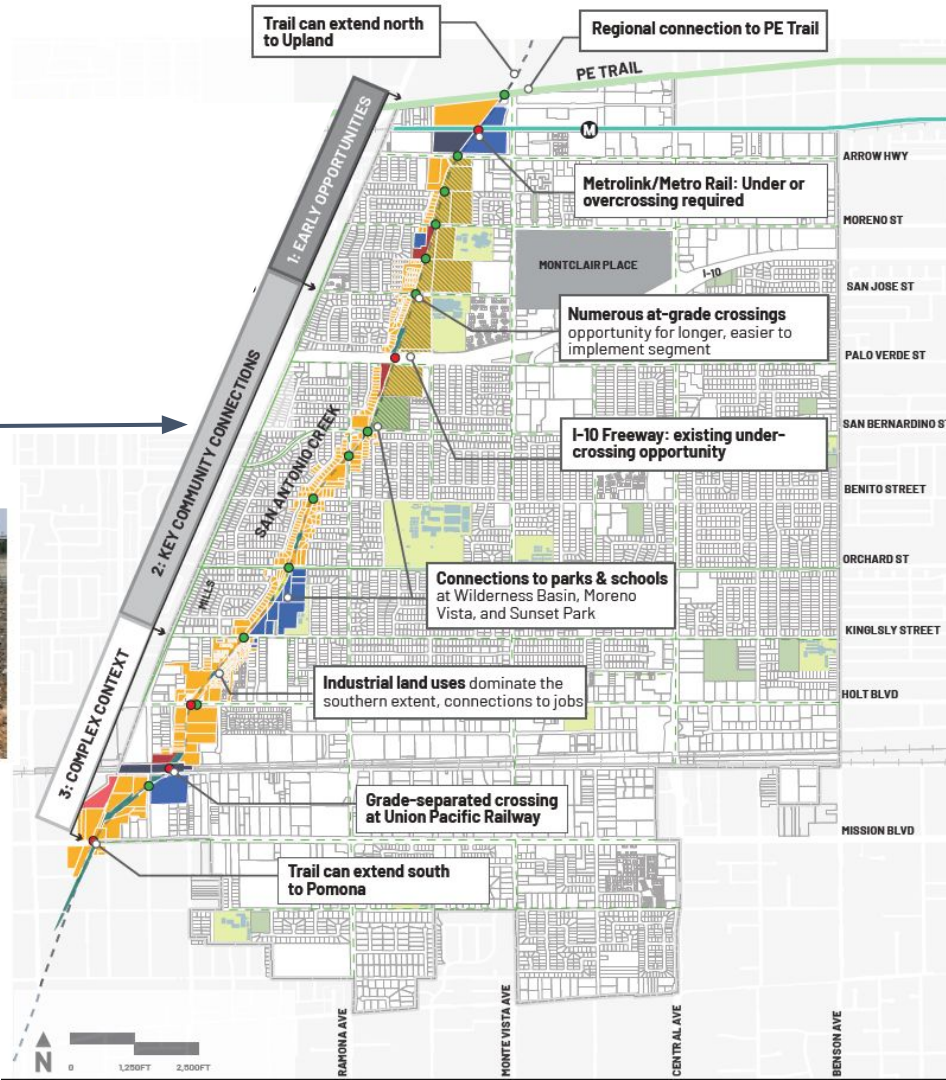 Trail can extend north
to Upland
Regional connection to PE Trail
PE TRAIL
1: EARLY OPPORTUNITIES
M
ARROW HWY
Metrolink/Metro Rail: Under or
overcrossing required
MORENO ST
MONTCLAIR PLACE
I-10
SAN JOSE ST
Numerous at-grade crossings
opportunity for longer, easier to
implement segment
PALO VERDE ST
2: KEY COMMUNITY CONNECTIONS
SAN ANTONIO CREEK
SAN BERNARDINO ST
I-10 Freeway: existing under-
crossing opportunity
BENITO STREET
ORCHARD ST
MILLS
Connections to parks & schools
at Wilderness Basin, Moreno
Vista, and Sunset Park
KINGLSLY STREET
Industrial land uses dominate the
southern extent, connections to jobs
HOLT BLVD
3: COMPLEX CONTEXT
Grade-separated crossing
at Union Pacific Railway
MISSION BLVD
Trail can extend south
to Pomona
RAMONA AVE
MONTE VISTA AVE
CENTRAL AVE
BENSON AVE
N
0 1,250FT 2,500FT